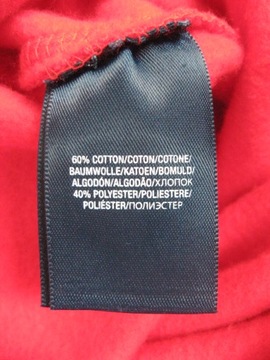 60% COTTON/COTON/COTONE/
BAUMWOLLE/KATOEN/BOMULD/
ALGODÓN/ALGODÃO/ХЛОПОК
40% POLYESTER/POLIESTERE/
POLIÉSTER/ПОЛИЭСТЕР